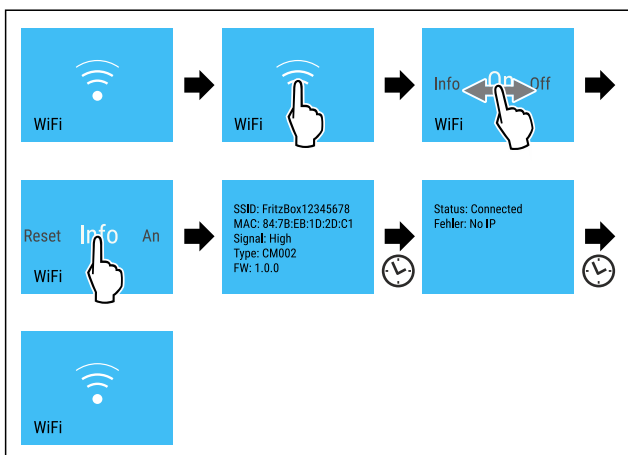 WiFi
WiFi
Info On Off
WiFi
Reset Info An
WiFi
SSID: FritzBox12345678
MAC: 84:7B:EB:1D:2D:C1
Signal: High
Type: CM002
FW: 1.0.0
Status: Connected
Fehler: No IP
WiFi